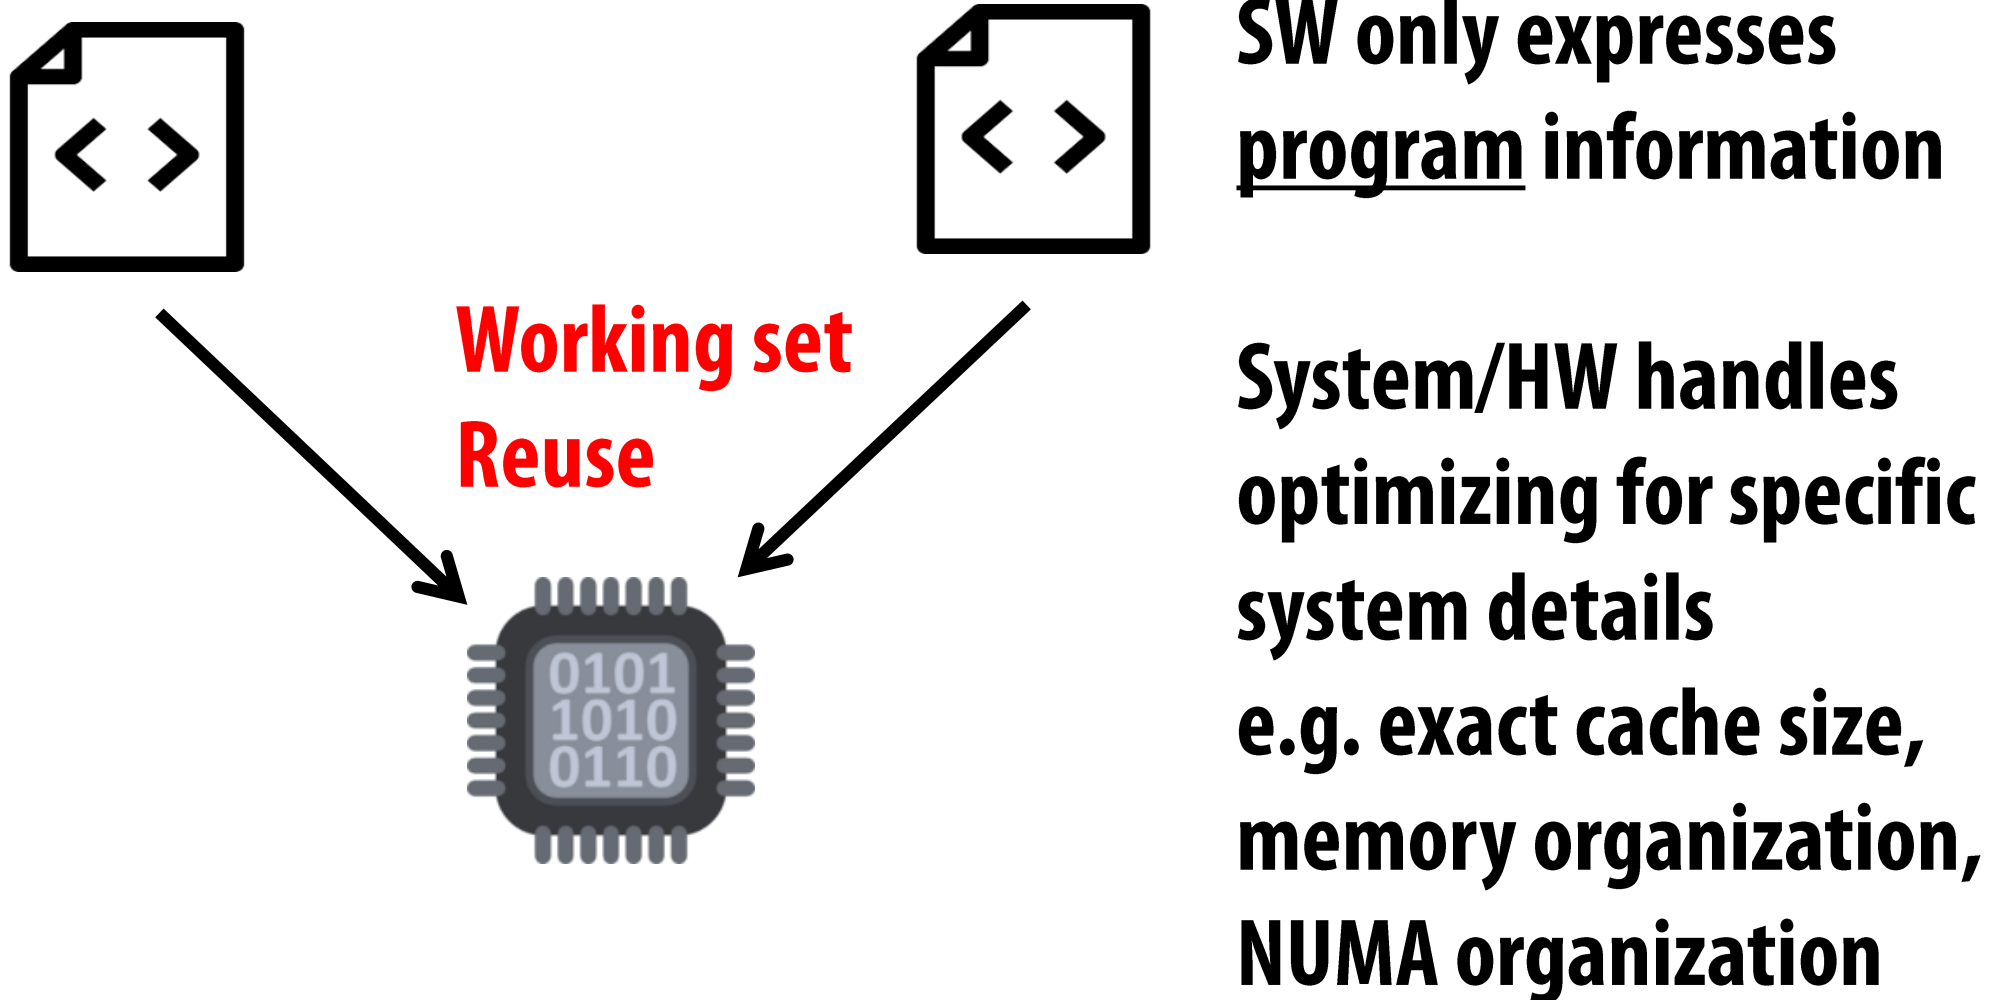 SW only expresses
program information
Working set
Reuse
System/HW handles
optimizing for specific
system details
e.g. exact cache size,
memory organization,
NUMA organization
< >
< >
0101
1010
0110